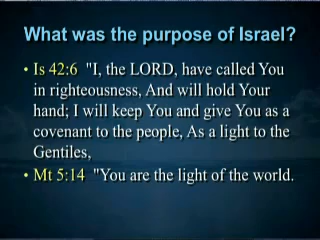 What was the purpose of Israel?
• Is 42:6 "I, the LORD, have called You
in righteousness, And will hold Your
hand; I will keep You and give You as a
covenant to the people, As a light to the
Gentiles,
• Mt 5:14 "You are the light of the world.